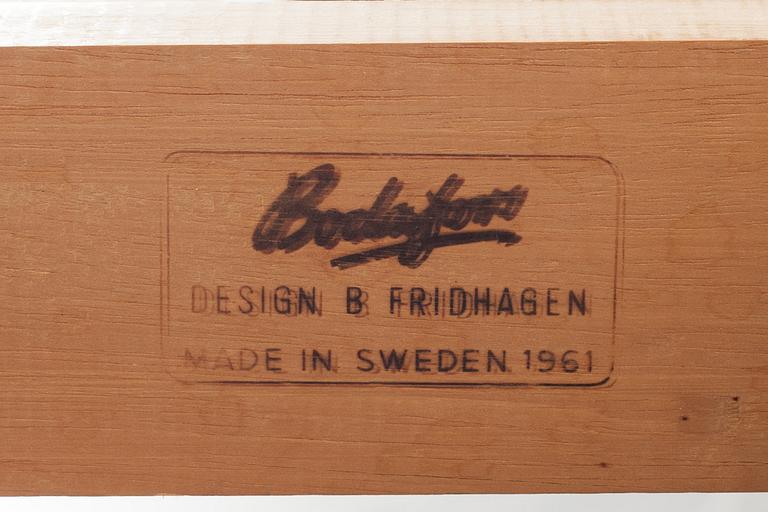 Bodafors
DESIGN B FRIDHAGEN
MADE IN SWEDEN 1961